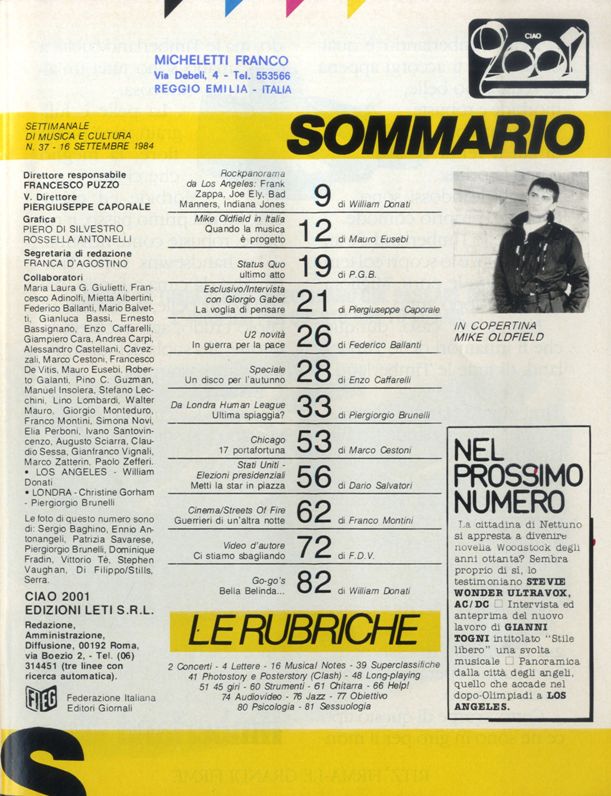 MICHELETTI FRANCO
Via Debeli, 4 - Tel. 553566
REGGIO EMILIA - ITALIA
CIAO
2001
SETTIMANALE
DI MUSICA E CULTURA
N. 37 - 16 SETTEMBRE 1984
SOMMARIO
Direttore responsabile
FRANCESCO PUZZO
V. Direttore
PIERGIUSEPPE CAPORALE
Grafica
PIERO DI SILVESTRO
ROSSELLA ANTONELLI
Segretaria di redazione
FRANCA D'AGOSTINO
Collaboratori
Maria Laura G. Giulietti, Fran-
cesco Adinolfi, Mietta Albertini,
Federico Ballanti, Mario Balvet-
ti, Gianluca Bassi, Ernesto
Bassignano, Enzo Caffarelli,
Giampiero Cara, Andrea Carpi,
Alessandro Castellani, Cavez-
zali, Marco Cestoni, Francesco
De Vitis, Mauro Eusebi, Rober-
to Galanti, Pino C. Guzman,
Manuel Insolera, Stefano Lec-
chini, Lino Lombardi, Walter
Mauro, Giorgio Monteduro,
Franco Montini, Simona Novi,
Elia Perboni, Ivano Santovin-
cenzo, Augusto Sciarra, Clau-
dio Sessa, Gianfranco Vignali,
Marco Zatterin, Paolo Zefferi.
• LOS ANGELES - William
Donati
• LONDRA - Christine Gorham
- Piergiorgio Brunelli
Le foto di questo numero sono
di: Sergio Baghino, Ennio An-
tonangeli, Patrizia Savarese,
Piergiorgio Brunelli, Dominique
Fradin, Vittorio Tè, Stephen
Vaughan, Di Filippo/Stills,
Serra.
CIAO 2001
EDIZIONI LETI S.R.L.
Redazione,
Amministrazione,
Diffusione, 00192 Roma,
via Boezio 2, - Tel. (06)
314451 (tre linee con
ricerca automatica).
FIEG
Federazione Italiana
Editori Giornali
Rockpanorama
da Los Angeles: Frank
Zappa, Joe Ely, Bad
Manners, Indiana Jones
9 di William Donati
Mike Oldfield in Italia
Quando la musica
è progetto
12 di Mauro Eusebi
Status Quo
ultimo atto
19 di P.G.B.
Esclusivo/Intervista
con Giorgio Gaber
La voglia di pensare
21 di Piergiuseppe Caporale
U2 novità
In guerra per la pace
26 di Federico Ballanti
Speciale
Un disco per l'autunno
28 di Enzo Caffarelli
Da Londra Human League
Ultima spiaggia?
33 di Piergiorgio Brunelli
Chicago
17 portafortuna
53 di Marco Cestoni
Stati Uniti -
Elezioni presidenziali
Metti la star in piazza
56 di Dario Salvatori
Cinema/Streets Of Fire
Guerrieri di un'altra notte
62 di Franco Montini
Video d'autore
Ci stiamo sbagliando
72 di F.D.V.
Go-go's
Bella Belinda...
82 di William Donati
LE RUBRICHE
2 Concerti - 4 Lettere - 16 Musical Notes - 39 Superclassifiche
41 Photostory e Posterstory (Clash) - 48 Long-playing
51 45 giri - 60 Strumenti - 61 Chitarra - 66 Help!
74 Audiovideo - 76 Jazz - 77 Obiettivo
80 Psicologia - 81 Sessuologia
IN COPERTINA
MIKE OLDFIELD
NEL
PROSSIMO
NUMERO
La cittadina di Nettuno
si appresta a divenire
novella Woodstock degli
anni ottanta? Sembra
proprio di sì, lo
testimoniano STEVIE
WONDER ULTRAVOX,
AC/DC □ Intervista ed
anteprima del nuovo
lavoro di GIANNI
TOGNI intitolato "Stile
libero" una svolta
musicale □ Panoramica
dalla città degli angeli,
quello che accade nel
dopo-Olimpiadi a LOS
ANGELES.
S